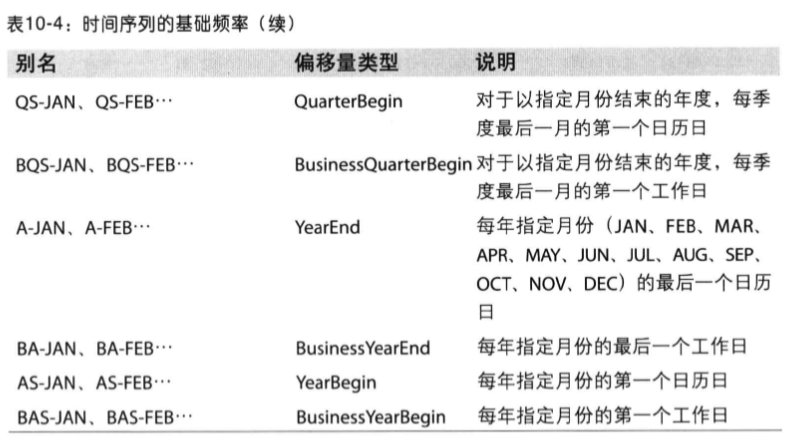 表10-4：时间序列的基础频率（续）
别名 偏移量类型 说明
QS-JAN、QS-FEB… QuarterBegin 对于以指定月份结束的年度，每季
度最后一月的第一个日历日
BQS-JAN、BQS-FEB… BusinessQuarterBegin 对于以指定月份结束的年度，每季
度最后一月的第一个工作日
A-JAN、A-FEB… YearEnd 每年指定月份（JAN、FEB、MAR、
APR、MAY、JUN、JUL、AUG、SEP、
OCT、NOV、DEC）的最后一个日历
日
BA-JAN、BA-FEB… BusinessYearEnd 每年指定月份的最后一个工作日
AS-JAN、AS-FEB… YearBegin 每年指定月份的第一个日历日
BAS-JAN、BAS-FEB… BusinessYearBegin 每年指定月份的第一个工作日